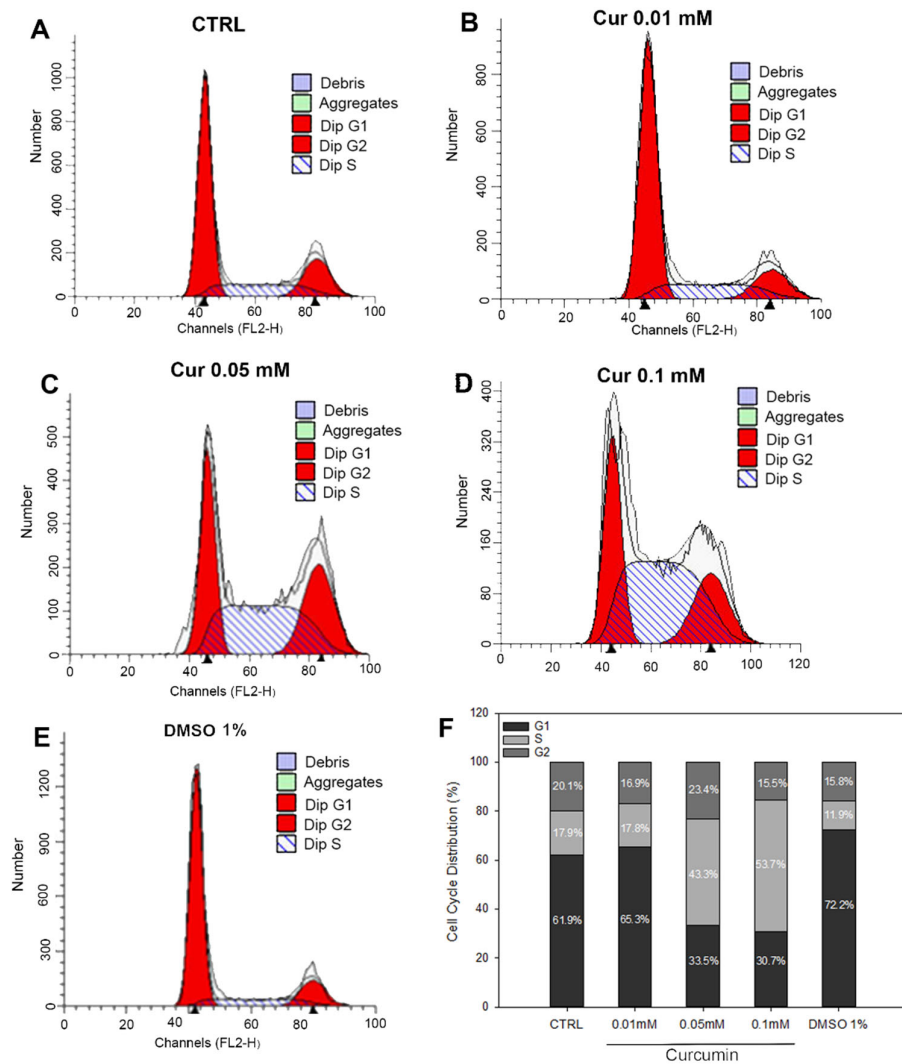 A
CTRL
1000
800
600
400
200
0
Number
Debris
Aggregates
Dip G1
Dip G2
Dip S
0
20
40
60
80
100
Channels (FL2-H)
B
Cur 0.01 mM
800
600
400
200
0
Number
Debris
Aggregates
Dip G1
Dip G2
Dip S
0
20
40
60
80
100
Channels (FL2-H)
C
Cur 0.05 mM
500
400
300
200
100
0
Number
Debris
Aggregates
Dip G1
Dip G2
Dip S
0
20
40
60
80
100
Channels (FL2-H)
D
Cur 0.1 mM
400
320
240
160
80
0
Number
Debris
Aggregates
Dip G1
Dip G2
Dip S
0
20
40
60
80
100
120
Channels (FL2-H)
E
DMSO 1%
1200
900
600
300
0
Number
Debris
Aggregates
Dip G1
Dip G2
Dip S
0
20
40
60
80
100
Channels (FL2-H)
F
G1
S
G2
120
100
80
60
40
20
0
Cell Cycle Distribution (%)
20.1%
17.9%
61.9%
16.9%
17.8%
65.3%
23.4%
43.3%
33.5%
15.5%
53.7%
30.7%
15.8%
11.9%
72.2%
CTRL
0.01mM
0.05mM
0.1mM
DMSO 1%
Curcumin